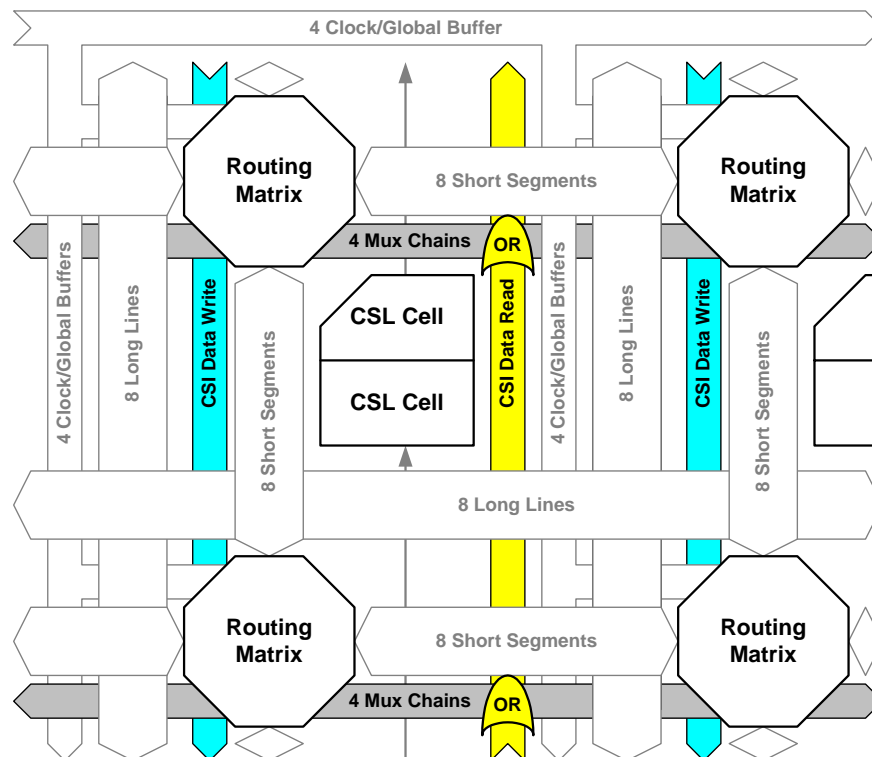 4 Clock/Global Buffer
Routing
Matrix
8 Short Segments
Routing
Matrix
4 Mux Chains
OR
4 Clock/Global Buffers
8 Long Lines
CSI Data Write
8 Short Segments
CSL Cell
CSL Cell
CSI Data Read
4 Clock/Global Buffers
8 Long Lines
CSI Data Write
8 Short Segments
8 Long Lines
Routing
Matrix
8 Short Segments
Routing
Matrix
4 Mux Chains
OR